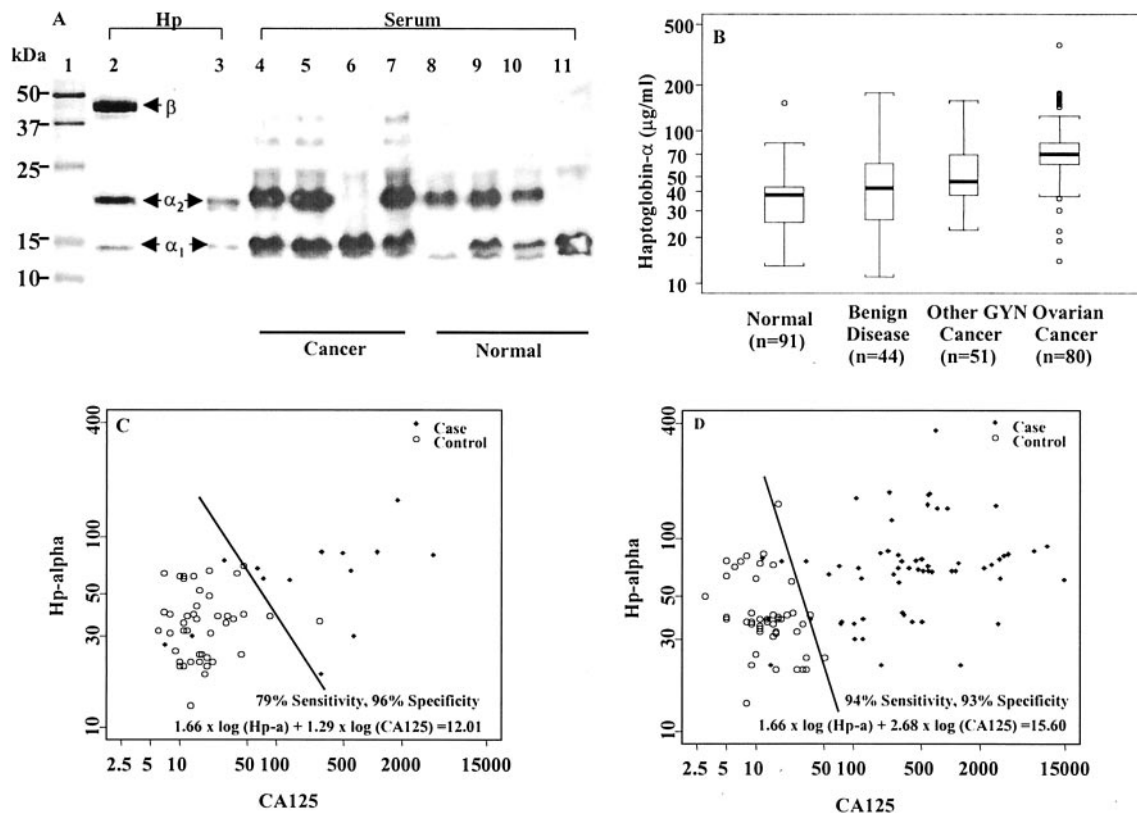 A
Hp
Serum
kDa
1 2 3 4 5 6 7 8 9 10 11
50
37
25
15
10
β
α2
α1
Cancer
Normal
B
Haptoglobin-α (μg/ml)
500
200
100
70
50
40
30
20
10
Normal
(n=91)
Benign
Disease
(n=44)
Other GYN
Cancer
(n=51)
Ovarian
Cancer
(n=80)
C
Case
Control
Hp-alpha
400
100
50
30
10
79% Sensitivity, 96% Specificity
1.66 x log (Hp-a) + 1.29 x log (CA125) =12.01
2.5 5 10 50 100 500 2000 15000
CA125
D
Case
Control
Hp-alpha
400
100
50
30
10
94% Sensitivity, 93% Specificity
1.66 x log (Hp-a) + 2.68 x log (CA125) =15.60
2.5 5 10 50 100 500 2000 15000
CA125